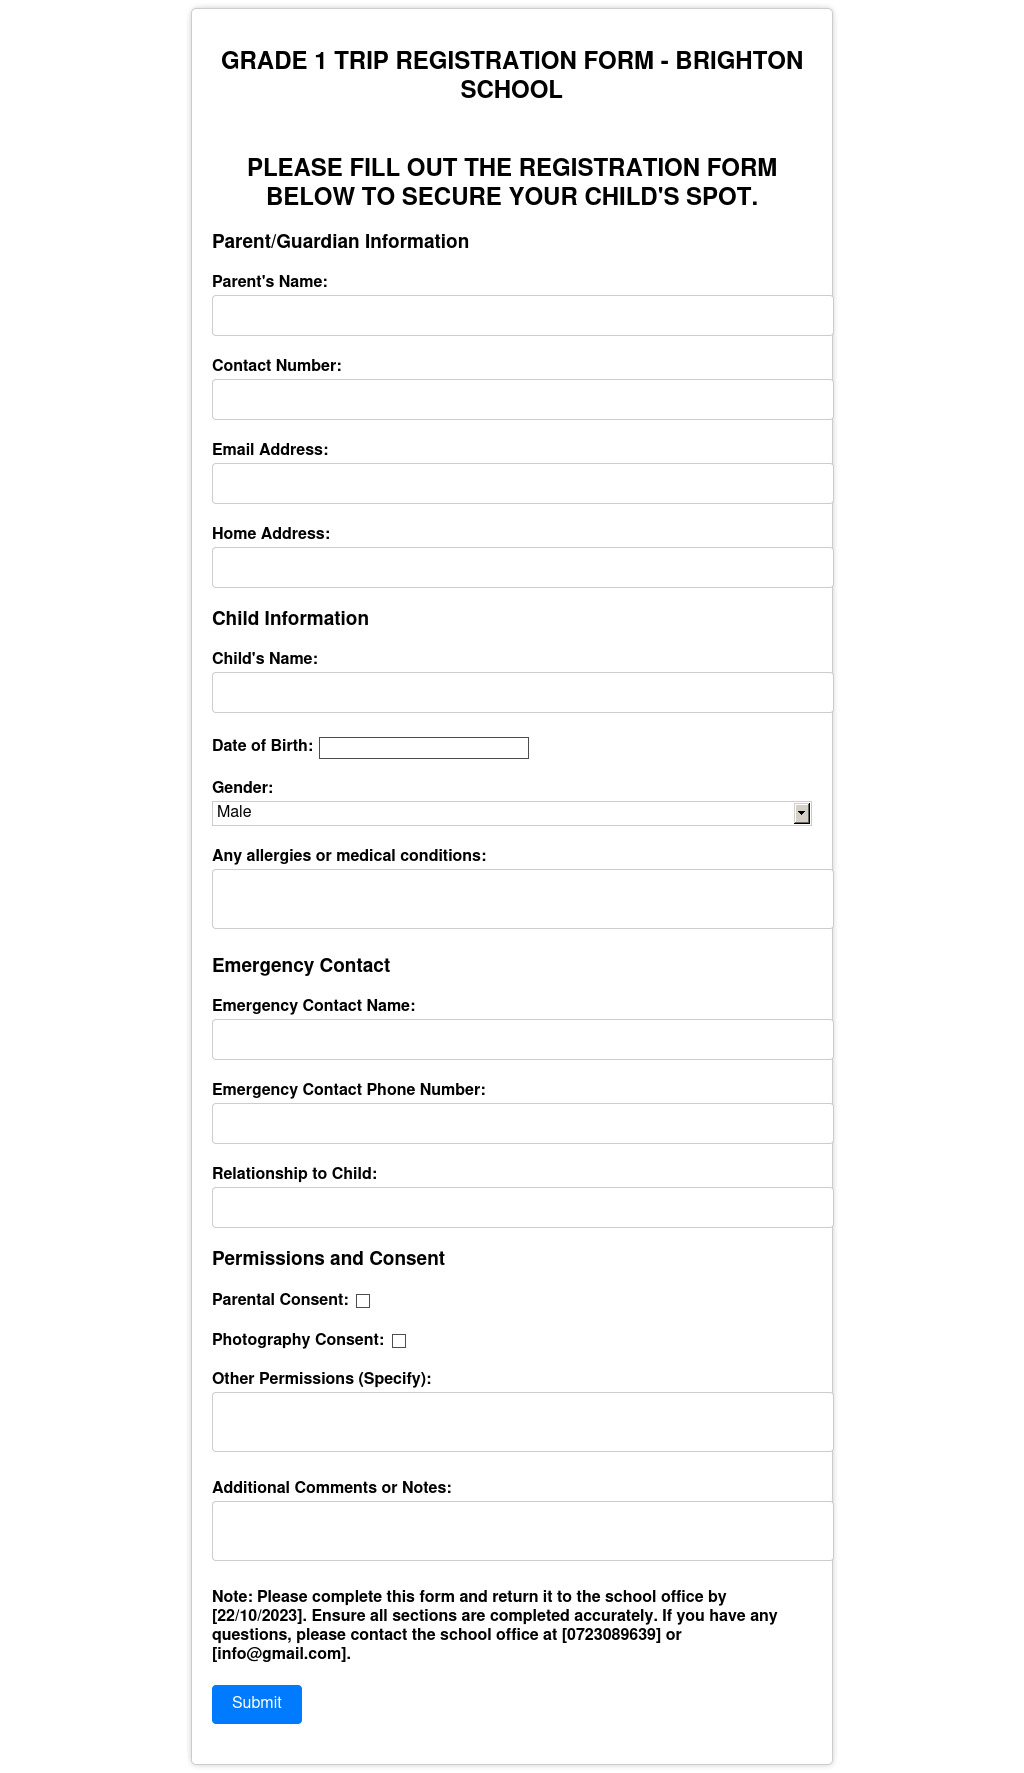 GRADE 1 TRIP REGISTRATION FORM - BRIGHTON
SCHOOL
PLEASE FILL OUT THE REGISTRATION FORM
BELOW TO SECURE YOUR CHILD'S SPOT.
Parent/Guardian Information
Parent's Name:
Contact Number:
Email Address:
Home Address:
Child Information
Child's Name:
Date of Birth:
Gender:
Male
Any allergies or medical conditions:
Emergency Contact
Emergency Contact Name:
Emergency Contact Phone Number:
Relationship to Child:
Permissions and Consent
Parental Consent:
Photography Consent:
Other Permissions (Specify):
Additional Comments or Notes:
Note: Please complete this form and return it to the school office by
[22/10/2023]. Ensure all sections are completed accurately. If you have any
questions, please contact the school office at [0723089639] or
[info@gmail.com].
Submit